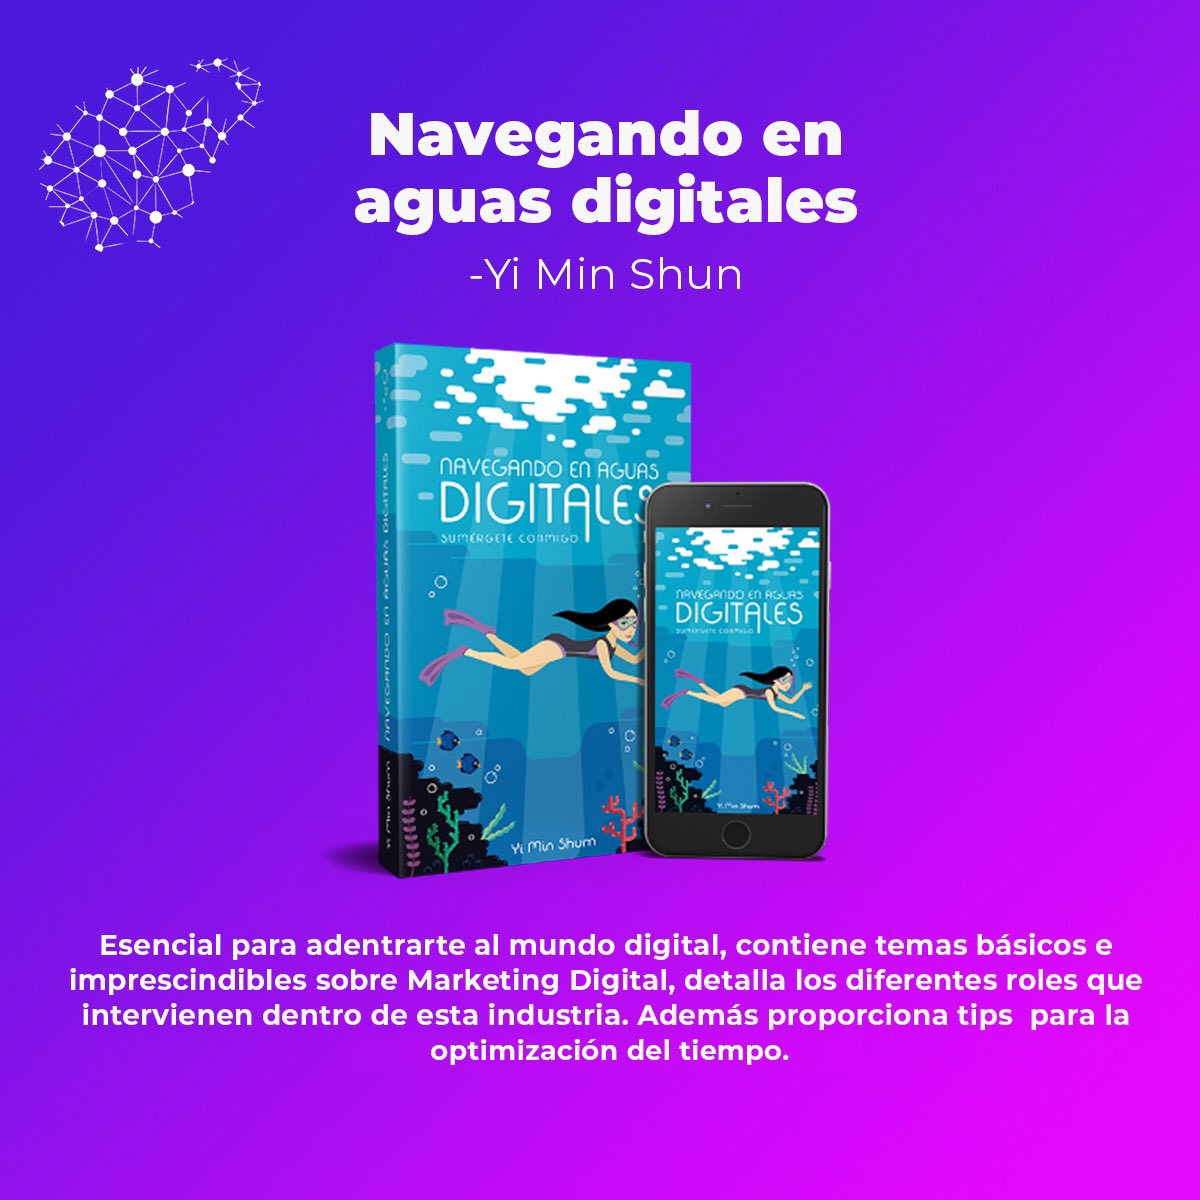 Navegando en
aguas digitales
-Yi Min Shun
NAVEGANDO EN AGUAS
DIGITALES
SUMÉRGETE CONMIGO
NAVEGANDO EN AGUAS DIGITALES
Yi Min Shum
Yi Min Shum
NAVEGANDO EN AGUAS
DIGITALES
SUMÉRGETE CONMIGO
Yi Min Shum
Esencial para adentrarte al mundo digital, contiene temas básicos e
imprescindibles sobre Marketing Digital, detalla los diferentes roles que
intervienen dentro de esta industria. Además proporciona tips  para la
optimización del tiempo.